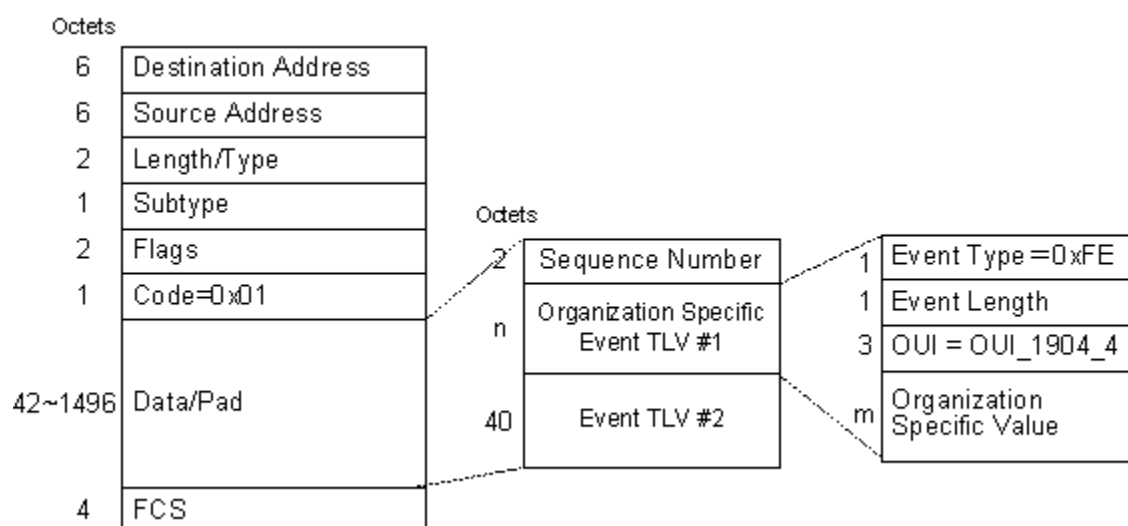 Octets
6 Destination Address
6 Source Address
2 Length/Type
1 Subtype
2 Flags
1 Code=0x01
42~1496 Data/Pad
4 FCS
Octets
2 Sequence Number
n Organization Specific
Event TLV #1
40 Event TLV #2
1 Event Type=0xFE
1 Event Length
3 OUI = OUI_1904_4
m Organization
Specific Value